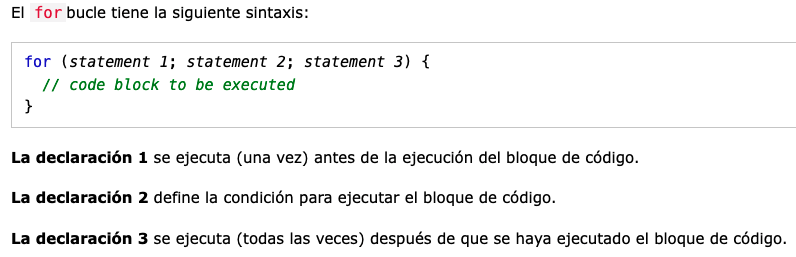 El for bucle tiene la siguiente sintaxis:
for (statement 1; statement 2; statement 3) {
// code block to be executed
}
La declaración 1 se ejecuta (una vez) antes de la ejecución del bloque de código.
La declaración 2 define la condición para ejecutar el bloque de código.
La declaración 3 se ejecuta (todas las veces) después de que se haya ejecutado el bloque de código.